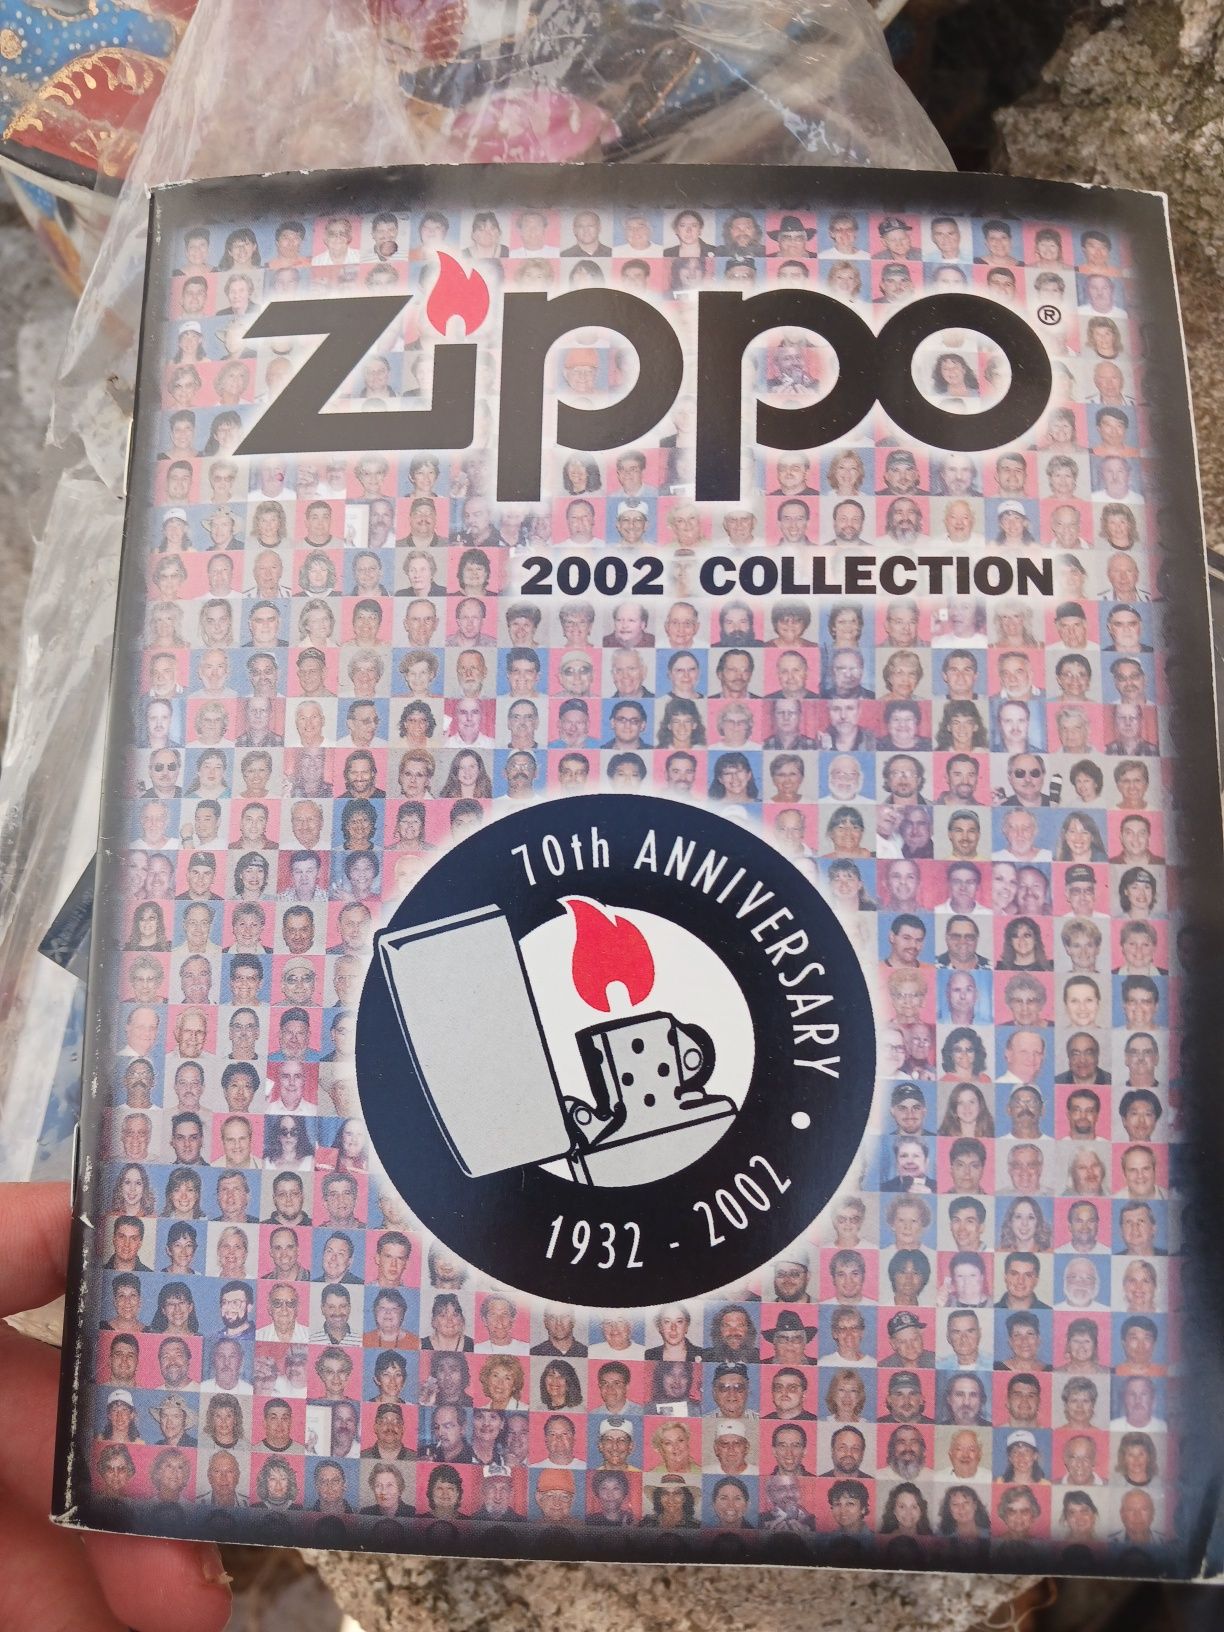 zippo®
2002 COLLECTION
70th ANNIVERSARY •
1932 - 2002